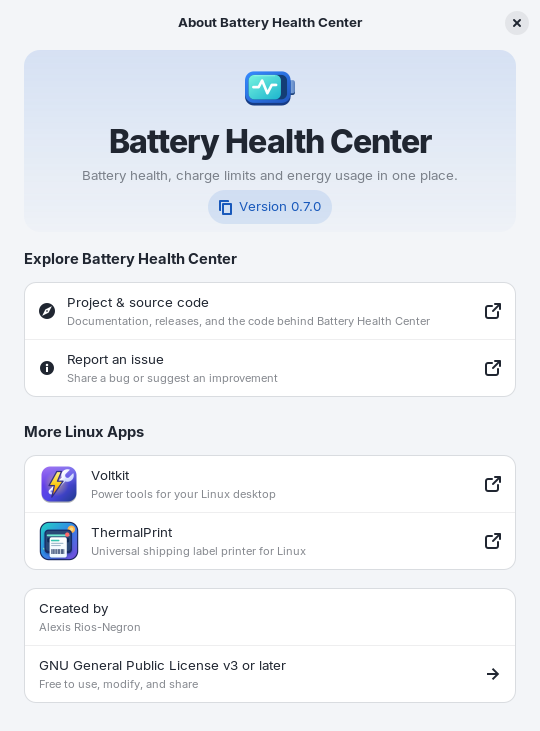 About Battery Health Center
Battery Health Center
Battery health, charge limits and energy usage in one place.
Version 0.7.0
Explore Battery Health Center
Project & source code
Documentation, releases, and the code behind Battery Health Center
Report an issue
Share a bug or suggest an improvement
More Linux Apps
Voltkit
Power tools for your Linux desktop
ThermalPrint
Universal shipping label printer for Linux
Created by
Alexis Rios-Negron
GNU General Public License v3 or later
Free to use, modify, and share